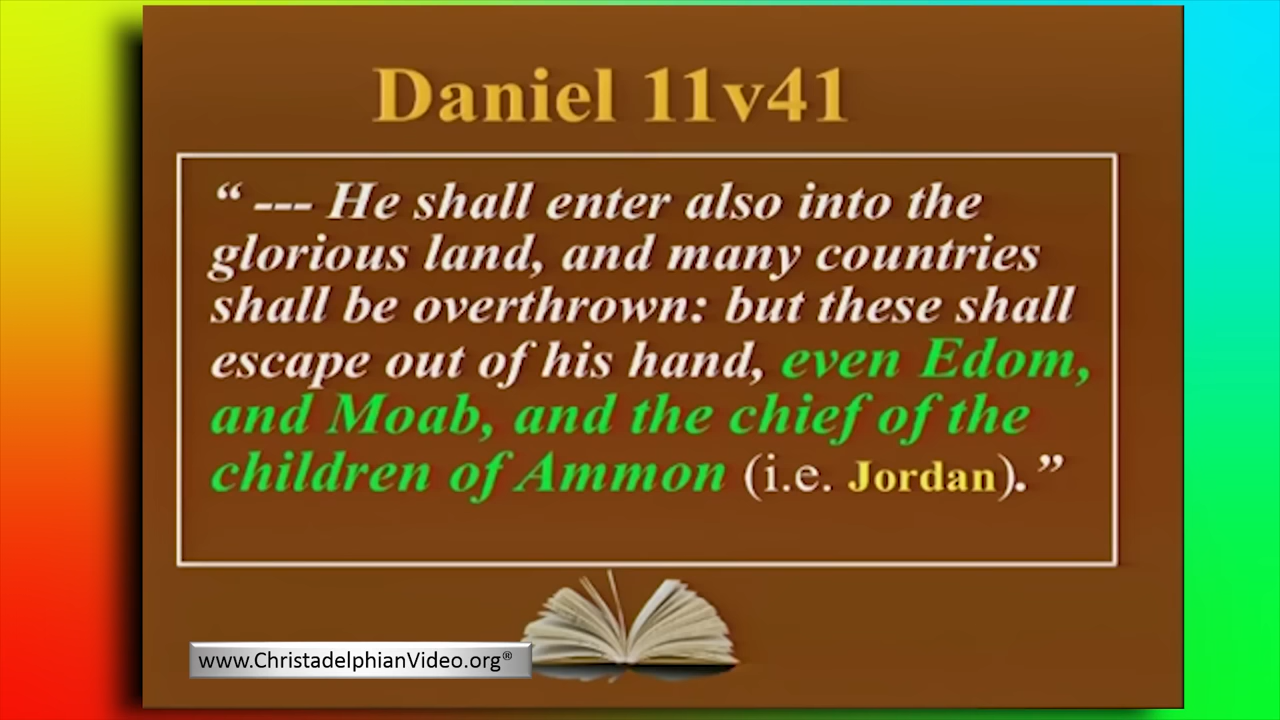 Daniel 11v41
“ --- He shall enter also into the
glorious land, and many countries
shall be overthrown: but these shall
escape out of his hand, even Edom,
and Moab, and the chief of the
children of Ammon (i.e. Jordan). ”
www.ChristadelphianVideo.org®